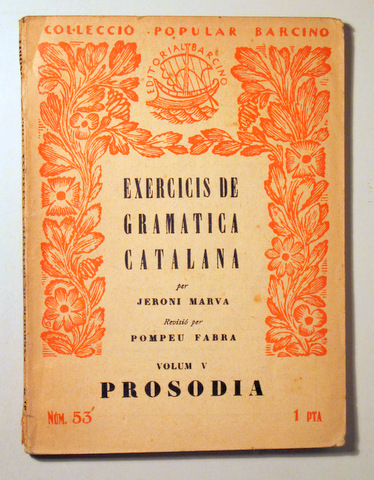 COL·LECCIÓ POPULAR BARCINO
EDITORIAL BARCINO
EXERCICIS DE
GRAMATICA
CATALANA
per
JERONI MARVA
Revisió per
POMPEU FABRA
VOLUM V
PROSODIA
NÚM. 53
1 PTA